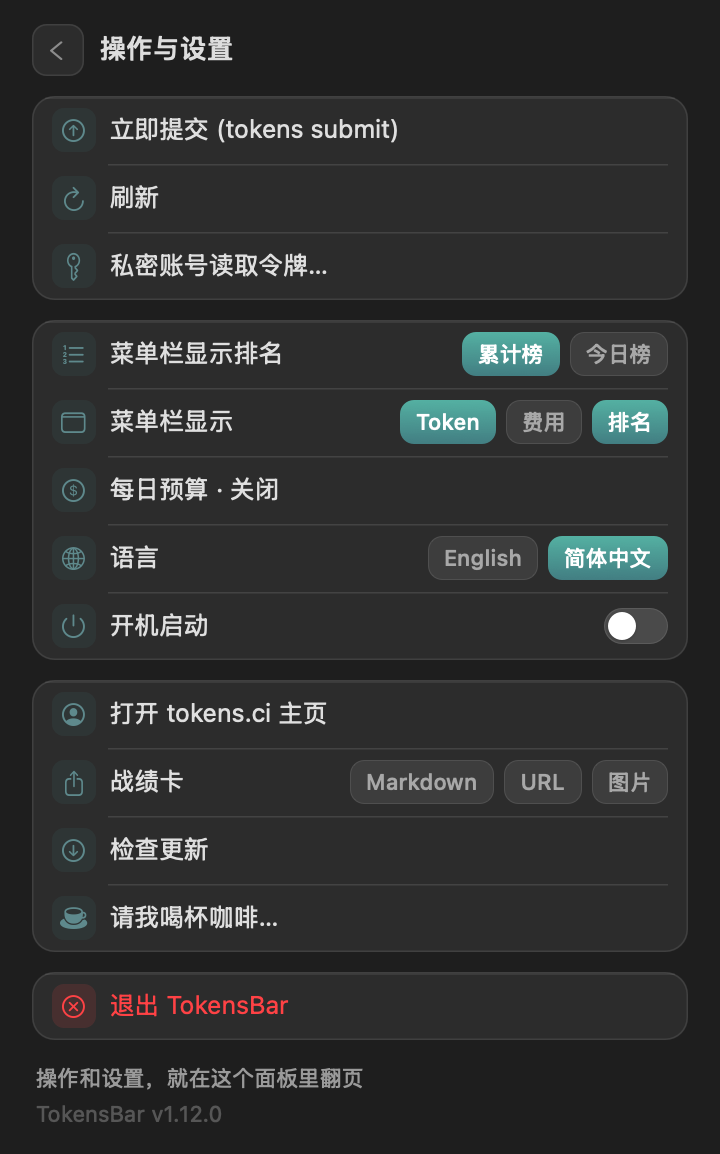 操作与设置
立即提交 (tokens submit)
刷新
私密账号读取令牌...
菜单栏显示排名 累计榜 今日榜
菜单栏显示 Token 费用 排名
每日预算 · 关闭
语言 English 简体中文
开机启动
打开 tokens.ci 主页
战绩卡 Markdown URL 图片
检查更新
请我喝杯咖啡...
退出 TokensBar
操作和设置，就在这个面板里翻页
TokensBar v1.12.0